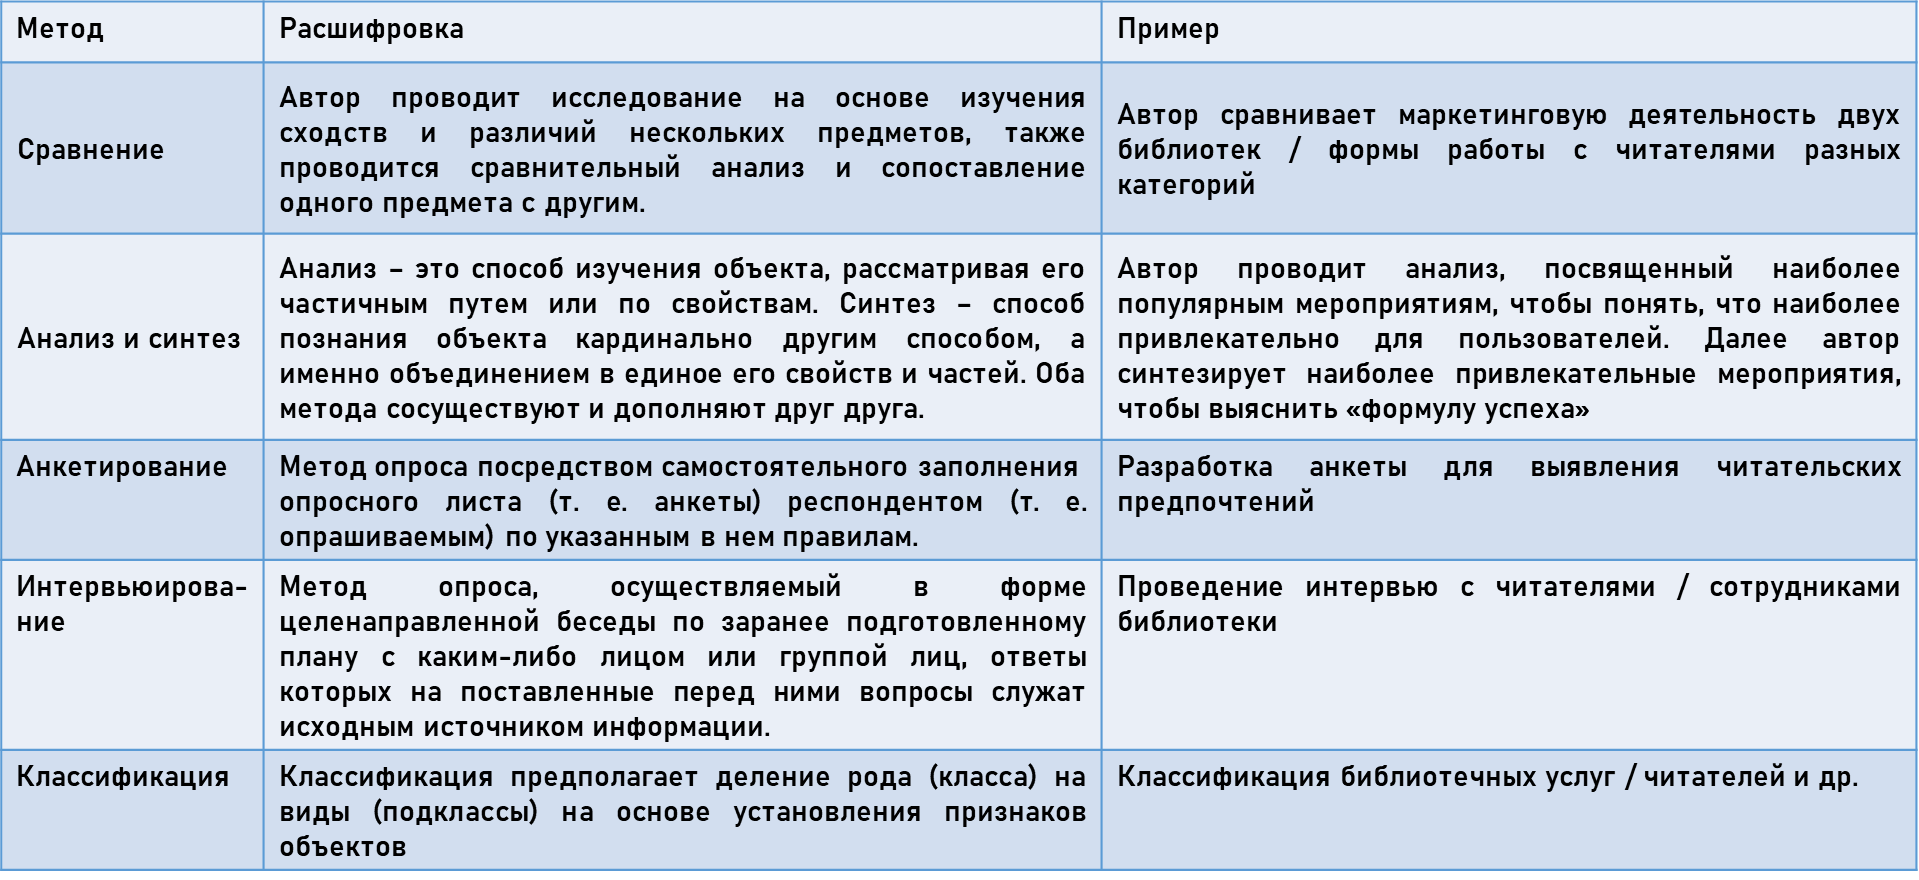 Метод
Расшифровка
Пример
Сравнение
Автор проводит исследование на основе изучения
сходств и различий нескольких предметов, также
проводится сравнительный анализ и сопоставление
одного предмета с другим.
Автор сравнивает маркетинговую деятельность двух
библиотек / формы работы с читателями разных
категорий
Анализ и синтез
Анализ – это способ изучения объекта, рассматривая его
частичным путем или по свойствам. Синтез – способ
познания объекта кардинально другим способом, а
именно объединением в единое его свойств и частей. Оба
метода сосуществуют и дополняют друг друга.
Автор проводит анализ, посвященный наиболее
популярным мероприятиям, чтобы понять, что наиболее
привлекательно для пользователей. Далее автор
синтезирует наиболее привлекательные мероприятия,
чтобы выяснить «формулу успеха»
Анкетирование
Метод опроса посредством самостоятельного заполнения
опросного листа (т. е. анкеты) респондентом (т. е.
опрашиваемым) по указанным в нем правилам.
Разработка анкеты для выявления читательских
предпочтений
Интервьюирова-
ние
Метод опроса, осуществляемый в форме
целенаправленной беседы по заранее подготовленному
плану с каким-либо лицом или группой лиц, ответы
которых на поставленные перед ними вопросы служат
исходным источником информации.
Проведение интервью с читателями / сотрудниками
библиотеки
Классификация
Классификация предполагает деление рода (класса) на
виды (подклассы) на основе установления признаков
объектов
Классификация библиотечных услуг / читателей и др.